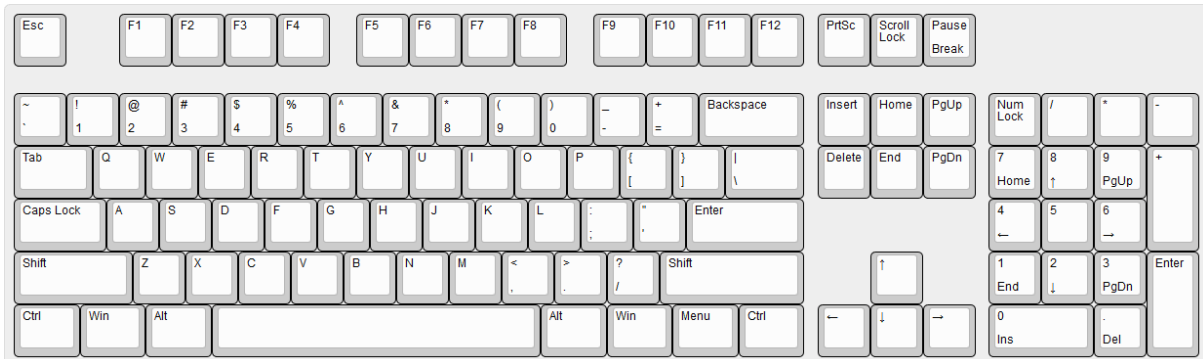 Esc F1 F2 F3 F4 F5 F6 F7 F8 F9 F10 F11 F12 PrtSc Scroll Lock Pause Break
~ ` ! 1 @ 2 # 3 $ 4 % 5 ^ 6 & 7 * 8 ( 9 ) 0 _ - + = Backspace Insert Home PgUp Num Lock / * -
Tab Q W E R T Y U I O P { [ } ] | \ Delete End PgDn 7 Home 8 ↑ 9 PgUp +
Caps Lock A S D F G H J K L : ; " ' Enter 4 ← 5 6 →
Shift Z X C V B N M < , > . ? / Shift ↑ 1 End 2 ↓ 3 PgDn Enter
Ctrl Win Alt Alt Win Menu Ctrl ← ↓ → 0 Ins . Del